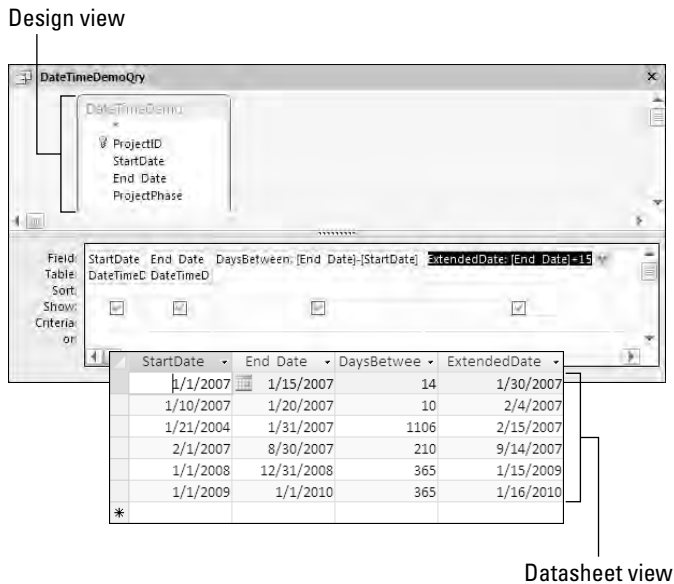 Design view
DateTimeDemoQry
DateTimeDemo
*
ProjectID
StartDate
End Date
ProjectPhase
Field: StartDate End Date DaysBetween: [End Date]-[StartDate] ExtendedDate: [End Date]+15
Table: DateTimeD DateTimeD
Sort:
Show:
Criteria:
or:
StartDate End Date DaysBetwee ExtendedDate
1/1/2007 1/15/2007 14 1/30/2007
1/10/2007 1/20/2007 10 2/4/2007
1/21/2004 1/31/2007 1106 2/15/2007
2/1/2007 8/30/2007 210 9/14/2007
1/1/2008 12/31/2008 365 1/15/2009
1/1/2009 1/1/2010 365 1/16/2010
*
Datasheet view